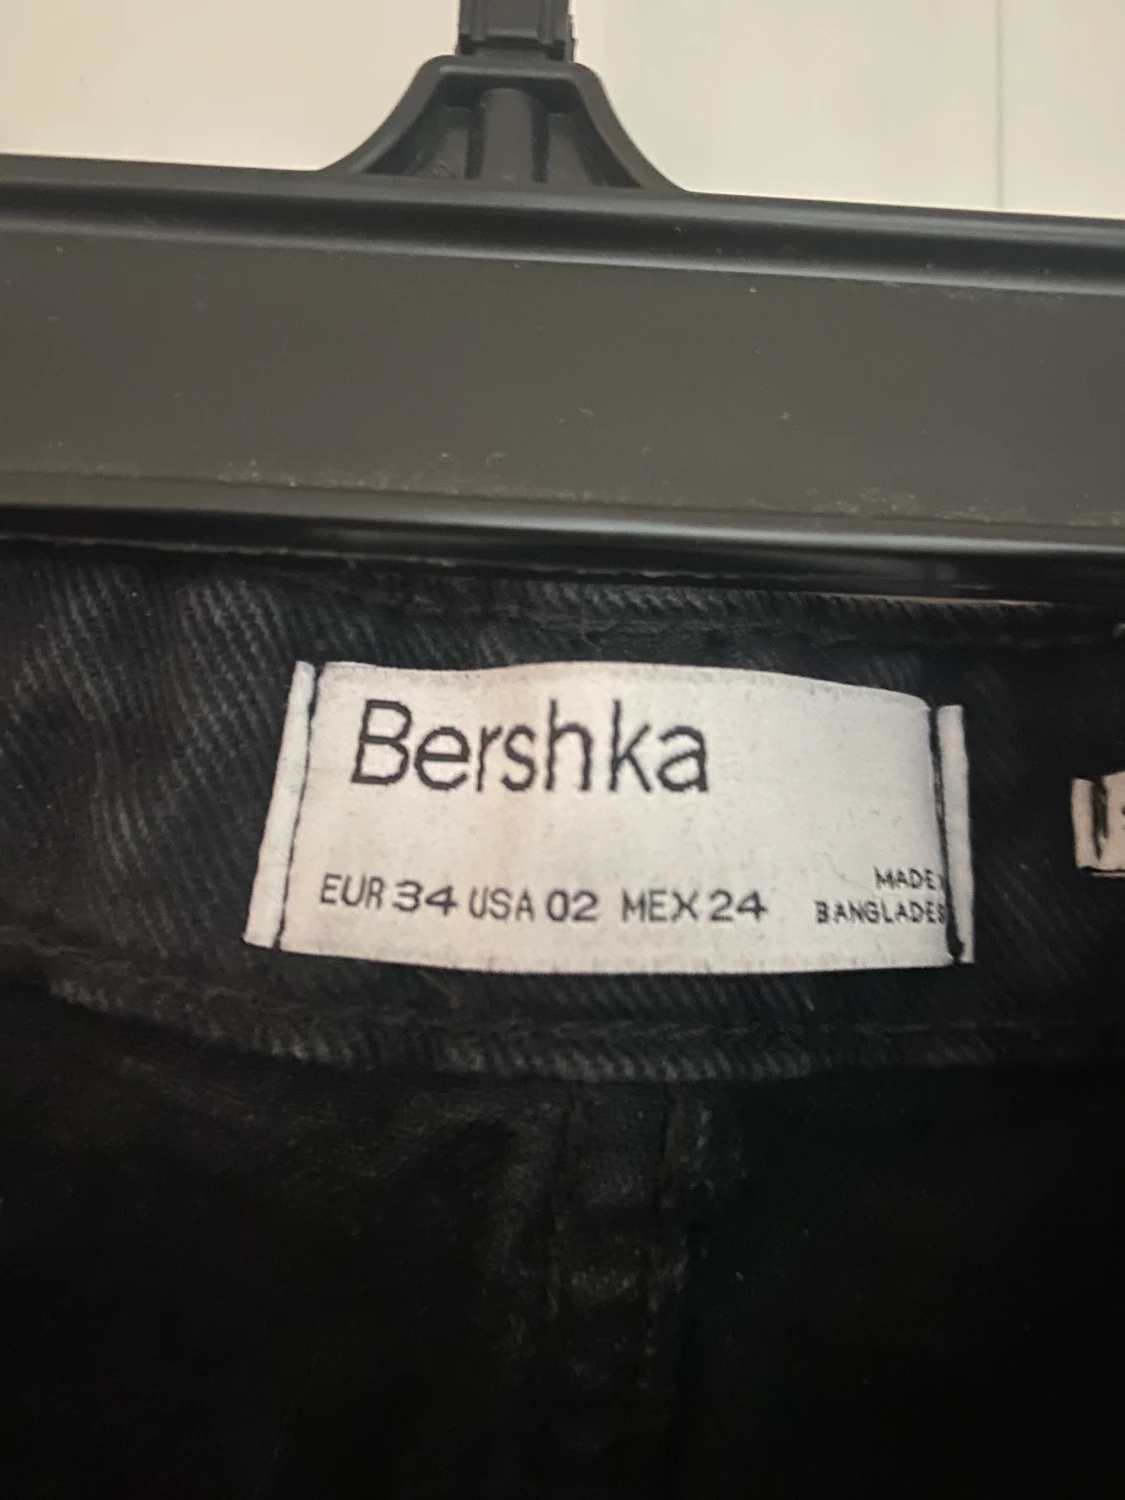 Bershka
EUR 34 USA 02 MEX 24
MADE
BANGLADES